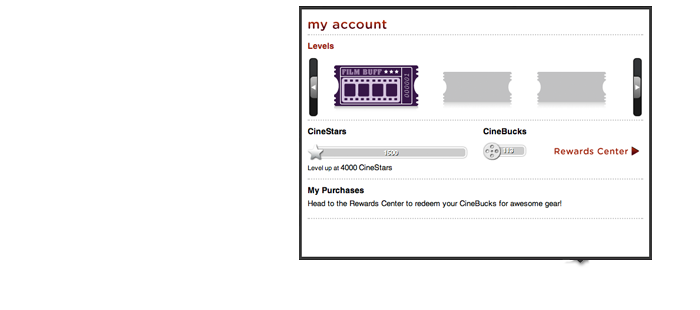 my account
Levels
FILM BUFF ★★★
CineStars
CineBucks
1500
Rewards Center
Level up at 4000 CineStars
My Purchases
Head to the Rewards Center to redeem your CineBucks for awesome gear!